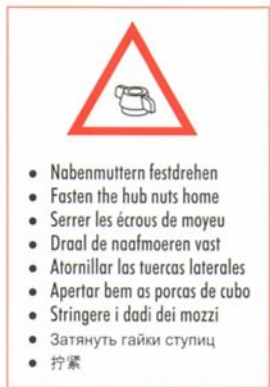 ● Nabenmuttern festdrehen
● Fasten the hub nuts home
● Serrer les écrous de moyeu
● Draal de naafmoeren vast
● Atornillar las tuercas laterales
● Apertar bem as porcas de cubo
● Stringere i dadi dei mozzi
● Затянуть гайки ступиц
● 拧紧